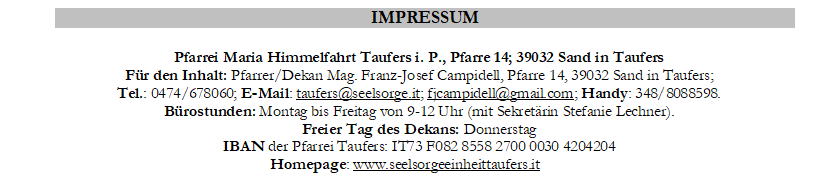 IMPRESSUM
Pfarrei Maria Himmelfahrt Taufers i. P., Pfarre 14; 39032 Sand in Taufers
Für den Inhalt: Pfarrer/Dekan Mag. Franz-Josef Campidell, Pfarre 14, 39032 Sand in Taufers;
Tel.: 0474/678060; E-Mail: taufers@seelsorge.it; fjcampidell@gmail.com; Handy: 348/8088598.
Bürostunden: Montag bis Freitag von 9-12 Uhr (mit Sekretärin Stefanie Lechner).
Freier Tag des Dekans: Donnerstag
IBAN der Pfarrei Taufers: IT73 F082 8558 2700 0030 4204204
Homepage: www.seelsorgeeinheittaufers.it